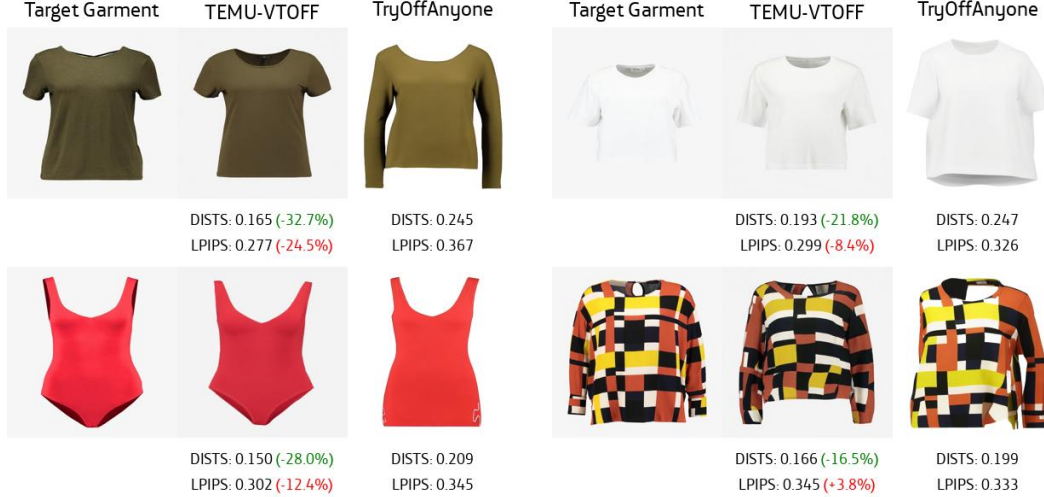 Target Garment TEMU-VTOFF TryOffAnyone Target Garment TEMU-VTOFF TryOffAnyone
DISTS: 0.165 (-32.7%) DISTS: 0.245 DISTS: 0.193 (-21.8%) DISTS: 0.247
LPIPS: 0.277 (-24.5%) LPIPS: 0.367 LPIPS: 0.299 (-8.4%) LPIPS: 0.326
DISTS: 0.150 (-28.0%) DISTS: 0.209 DISTS: 0.166 (-16.5%) DISTS: 0.199
LPIPS: 0.302 (-12.4%) LPIPS: 0.345 LPIPS: 0.345 (+3.8%) LPIPS: 0.333